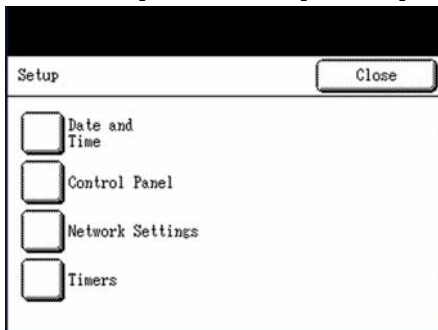 Setup
Close
Date and
Time
Control Panel
Network Settings
Timers